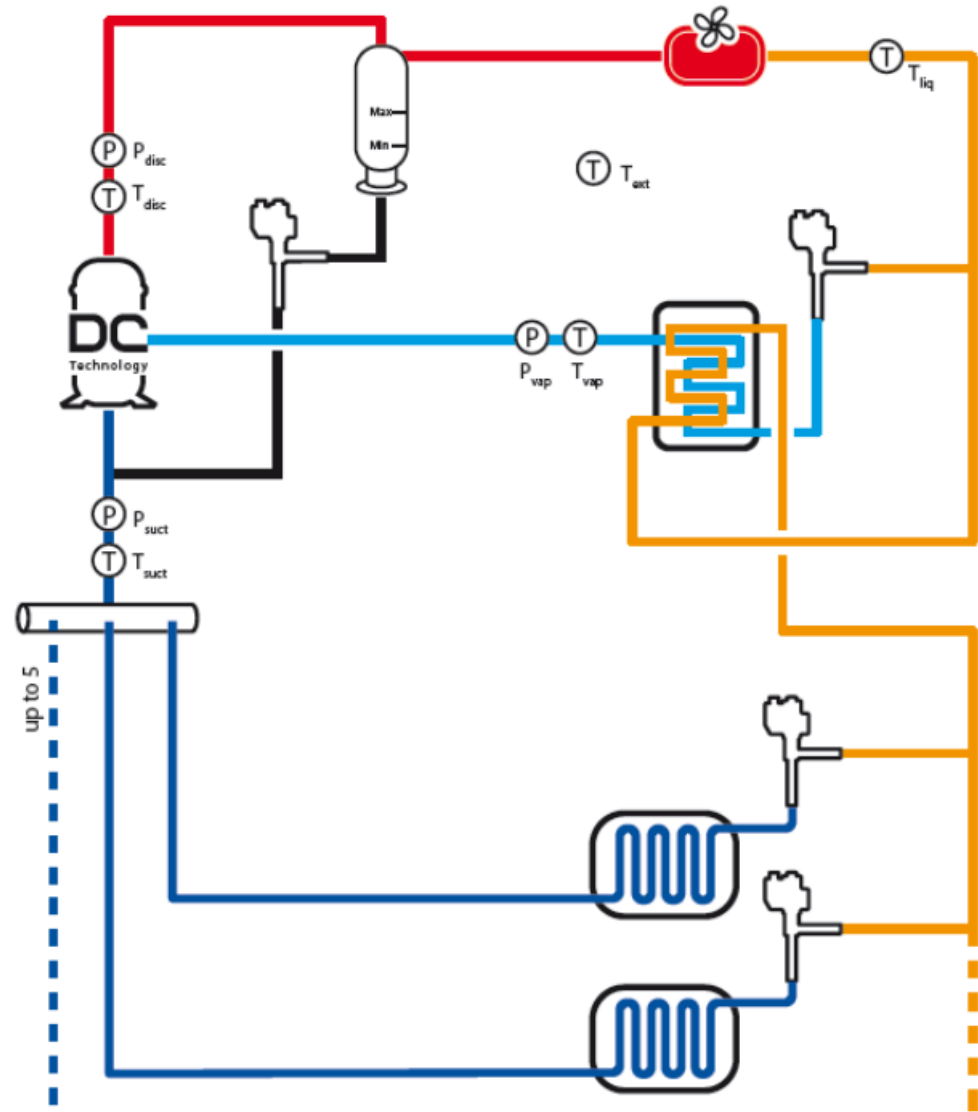 T
T liq
Max
Min
P
P disc
T
T disc
T
T ext
DC
Technology
P
T
P vap
T vap
P
P suct
T
T suct
up to 5